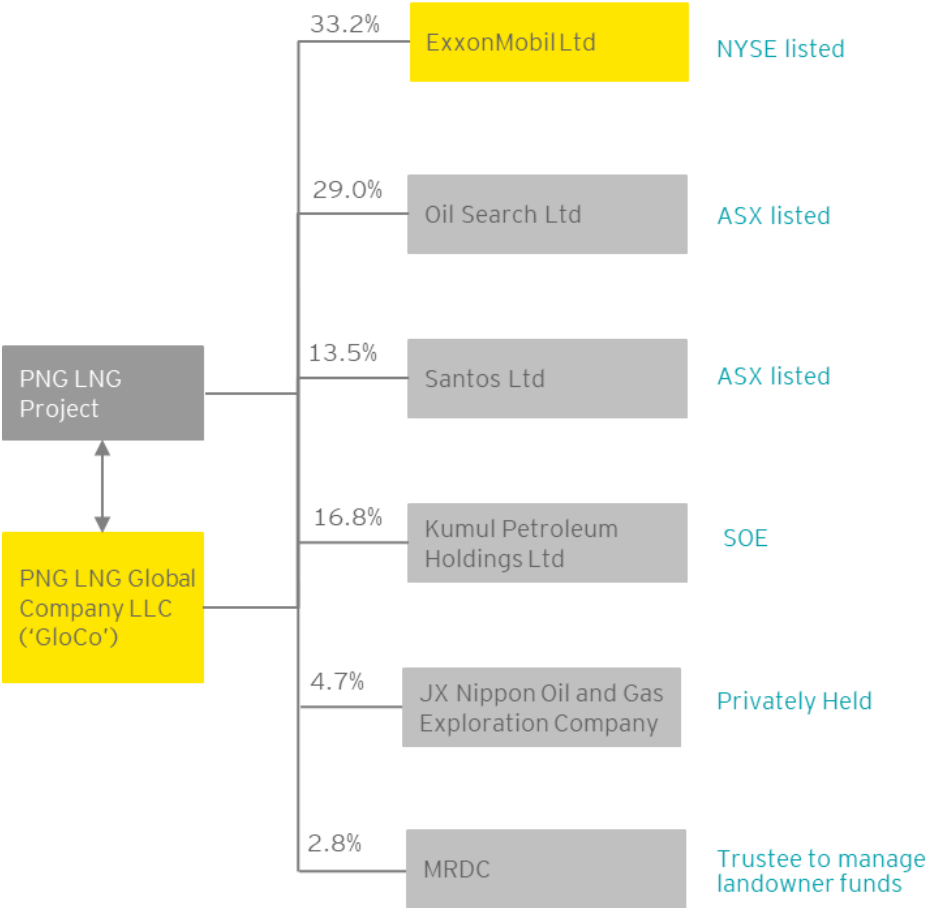 33.2%
ExxonMobil Ltd
NYSE listed
29.0%
Oil Search Ltd
ASX listed
13.5%
Santos Ltd
ASX listed
PNG LNG
Project
16.8%
Kumul Petroleum
Holdings Ltd
SOE
PNG LNG Global
Company LLC
(‘GloCo’)
4.7%
JX Nippon Oil and Gas
Exploration Company
Privately Held
2.8%
MRDC
Trustee to manage
landowner funds